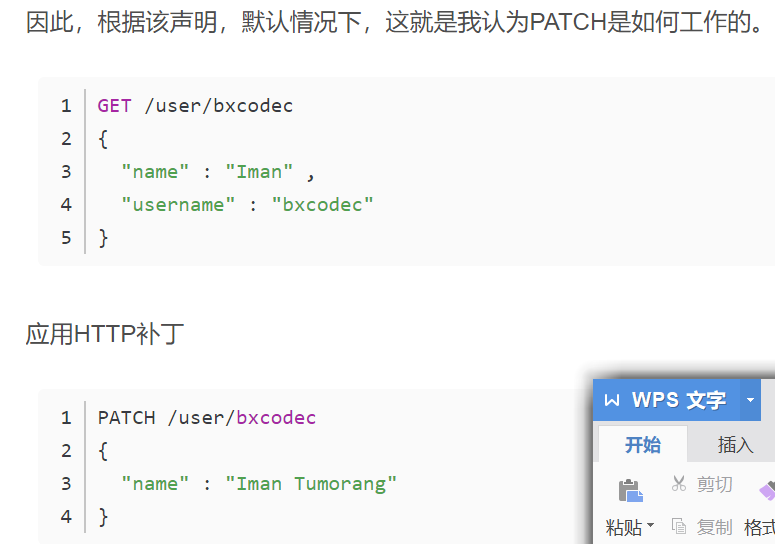 因此，根据该声明，默认情况下，这就是我认为PATCH是如何工作的。
1 GET /user/bxcodec
2 {
3 "name" : "Iman" ,
4 "username" : "bxcodec"
5 }
应用HTTP补丁
1 PATCH /user/bxcodec
2 {
3 "name" : "Iman Tumorang"
4 }
WPS 文字
开始 插入
剪切
粘贴 复制 格式